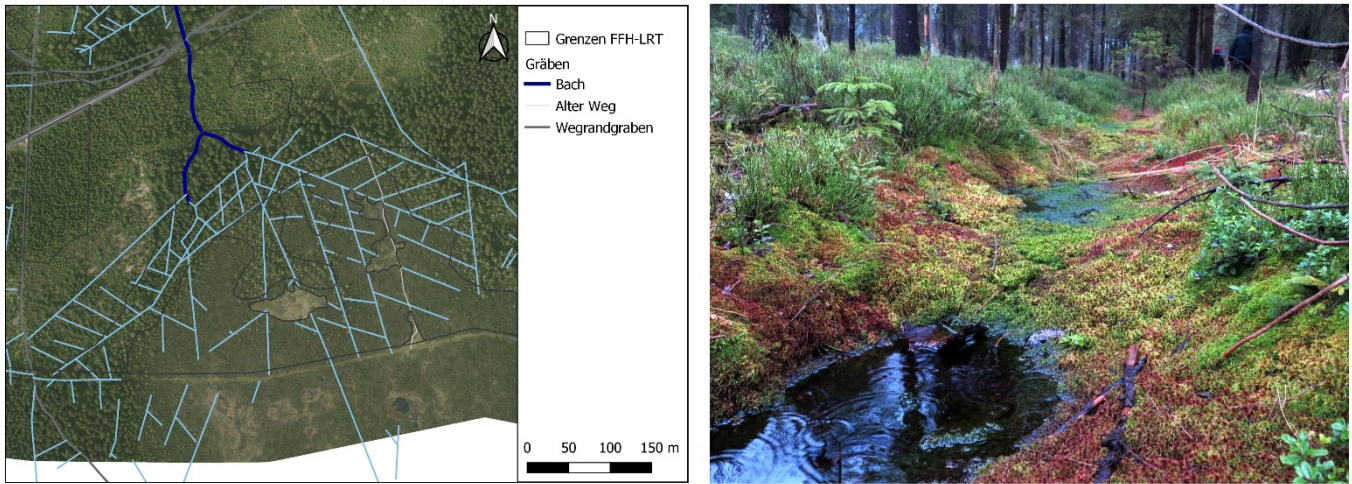 N
Grenzen FFH-LRT
Gräben
Bach
Alter Weg
Wegrandgraben
0 50 100 150 m